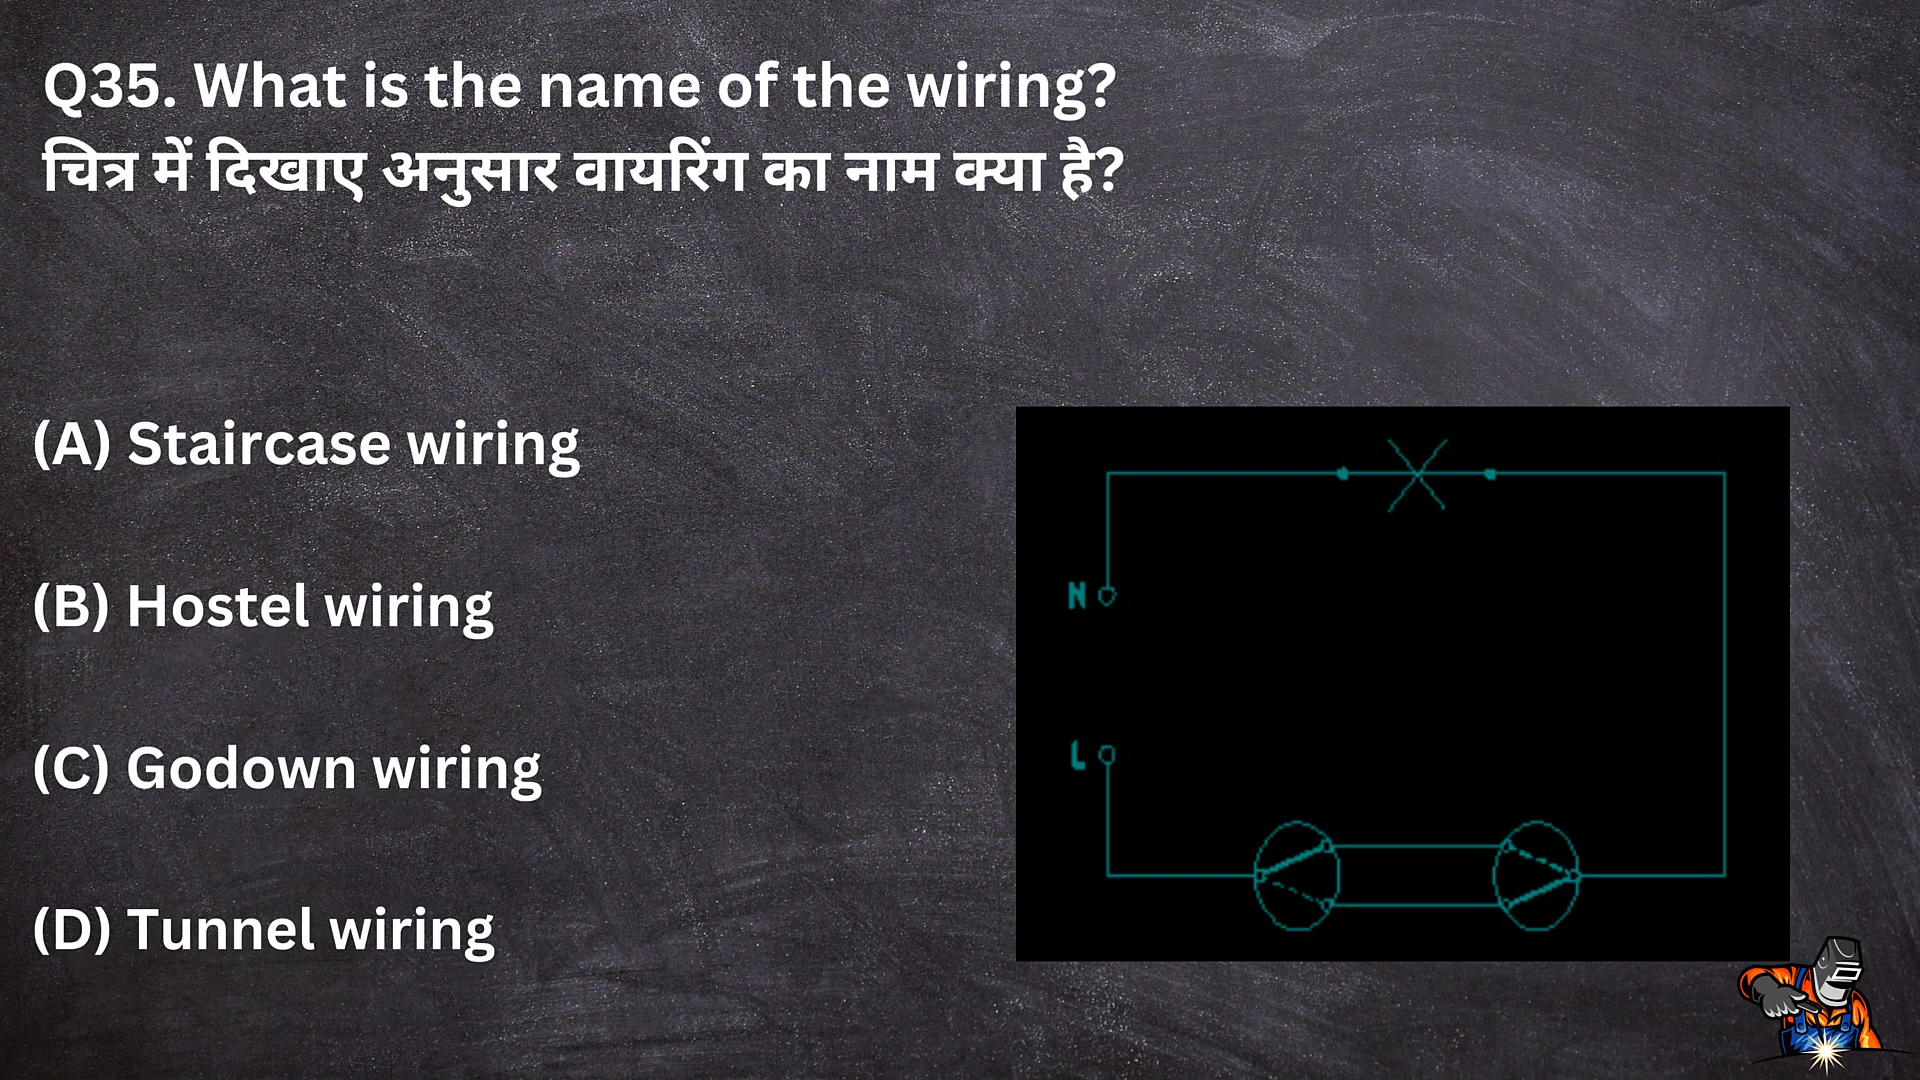 Q35. What is the name of the wiring?
चित्र में दिखाए अनुसार वायरिंग का नाम क्या है?
(A) Staircase wiring
(B) Hostel wiring
(C) Godown wiring
(D) Tunnel wiring
N
L